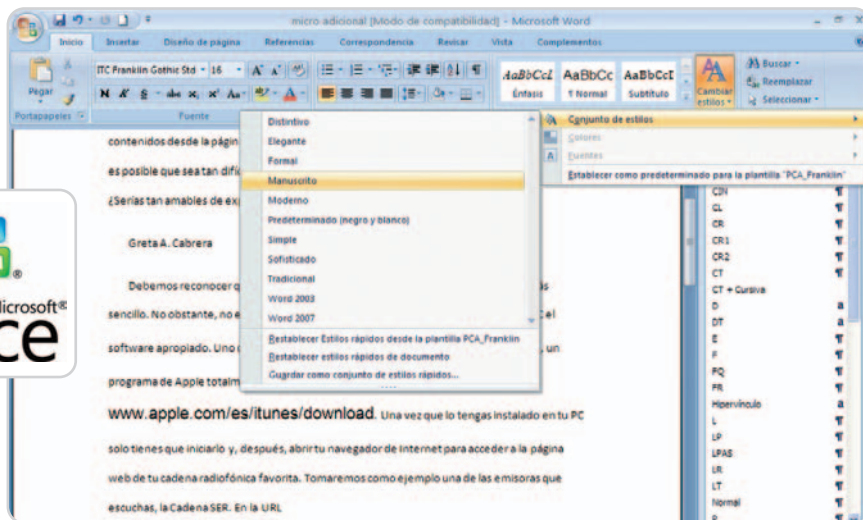 micro adicional [Modo de compatibilidad] - Microsoft Word
Inicio Insertar Diseño de página Referencias Correspondencia Revisar Vista Complementos
Pegar
Portapapeles
ITC Franklin Gothic Std 16
N K S abc x₂ x² Aa
Fuente
AaBbCcI AaBbCc AaBbCcI
Énfasis ¶ Normal Subtítulo
Cambiar estilos
Buscar
Reemplazar
Seleccionar
Conjunto de estilos
Colores
Fuentes
Establecer como predeterminado para la plantilla "PCA_Franklin"
Distintivo
Elegante
Formal
Manuscrito
Moderno
Predeterminado (negro y blanco)
Simple
Sofisticado
Tradicional
Word 2003
Word 2007
Restablecer Estilos rápidos desde la plantilla PCA_Franklin
Restablecer estilos rápidos de documento
Guardar como conjunto de estilos rápidos...
contenidos desde la págin
es posible que sea tan difí
¿Serías tan amables de ex
Greta A. Cabrera
Debemos reconocer q
sencillo. No obstante, no e
software apropiado. Uno , un
programa de Apple totalm
www.apple.com/es/itunes/download. Una vez que lo tengas instalado en tu PC
solo tienes que iniciarlo y, después, abrir tu navegador de Internet para acceder a la página
web de tu cadena radiofónica favorita. Tomaremos como ejemplo una de las emisoras que
escuchas, la Cadena SER. En la URL
CIN ¶
CL ¶
CR ¶
CR1 ¶
CR2 ¶
CT ¶
CT + Cursiva
D a
DT a
E ¶
F ¶
PQ ¶
FR ¶
Hipervínculo a
L ¶
LP ¶
LPAS ¶
LR ¶
LT ¶
Normal ¶
icrosoft®
ce